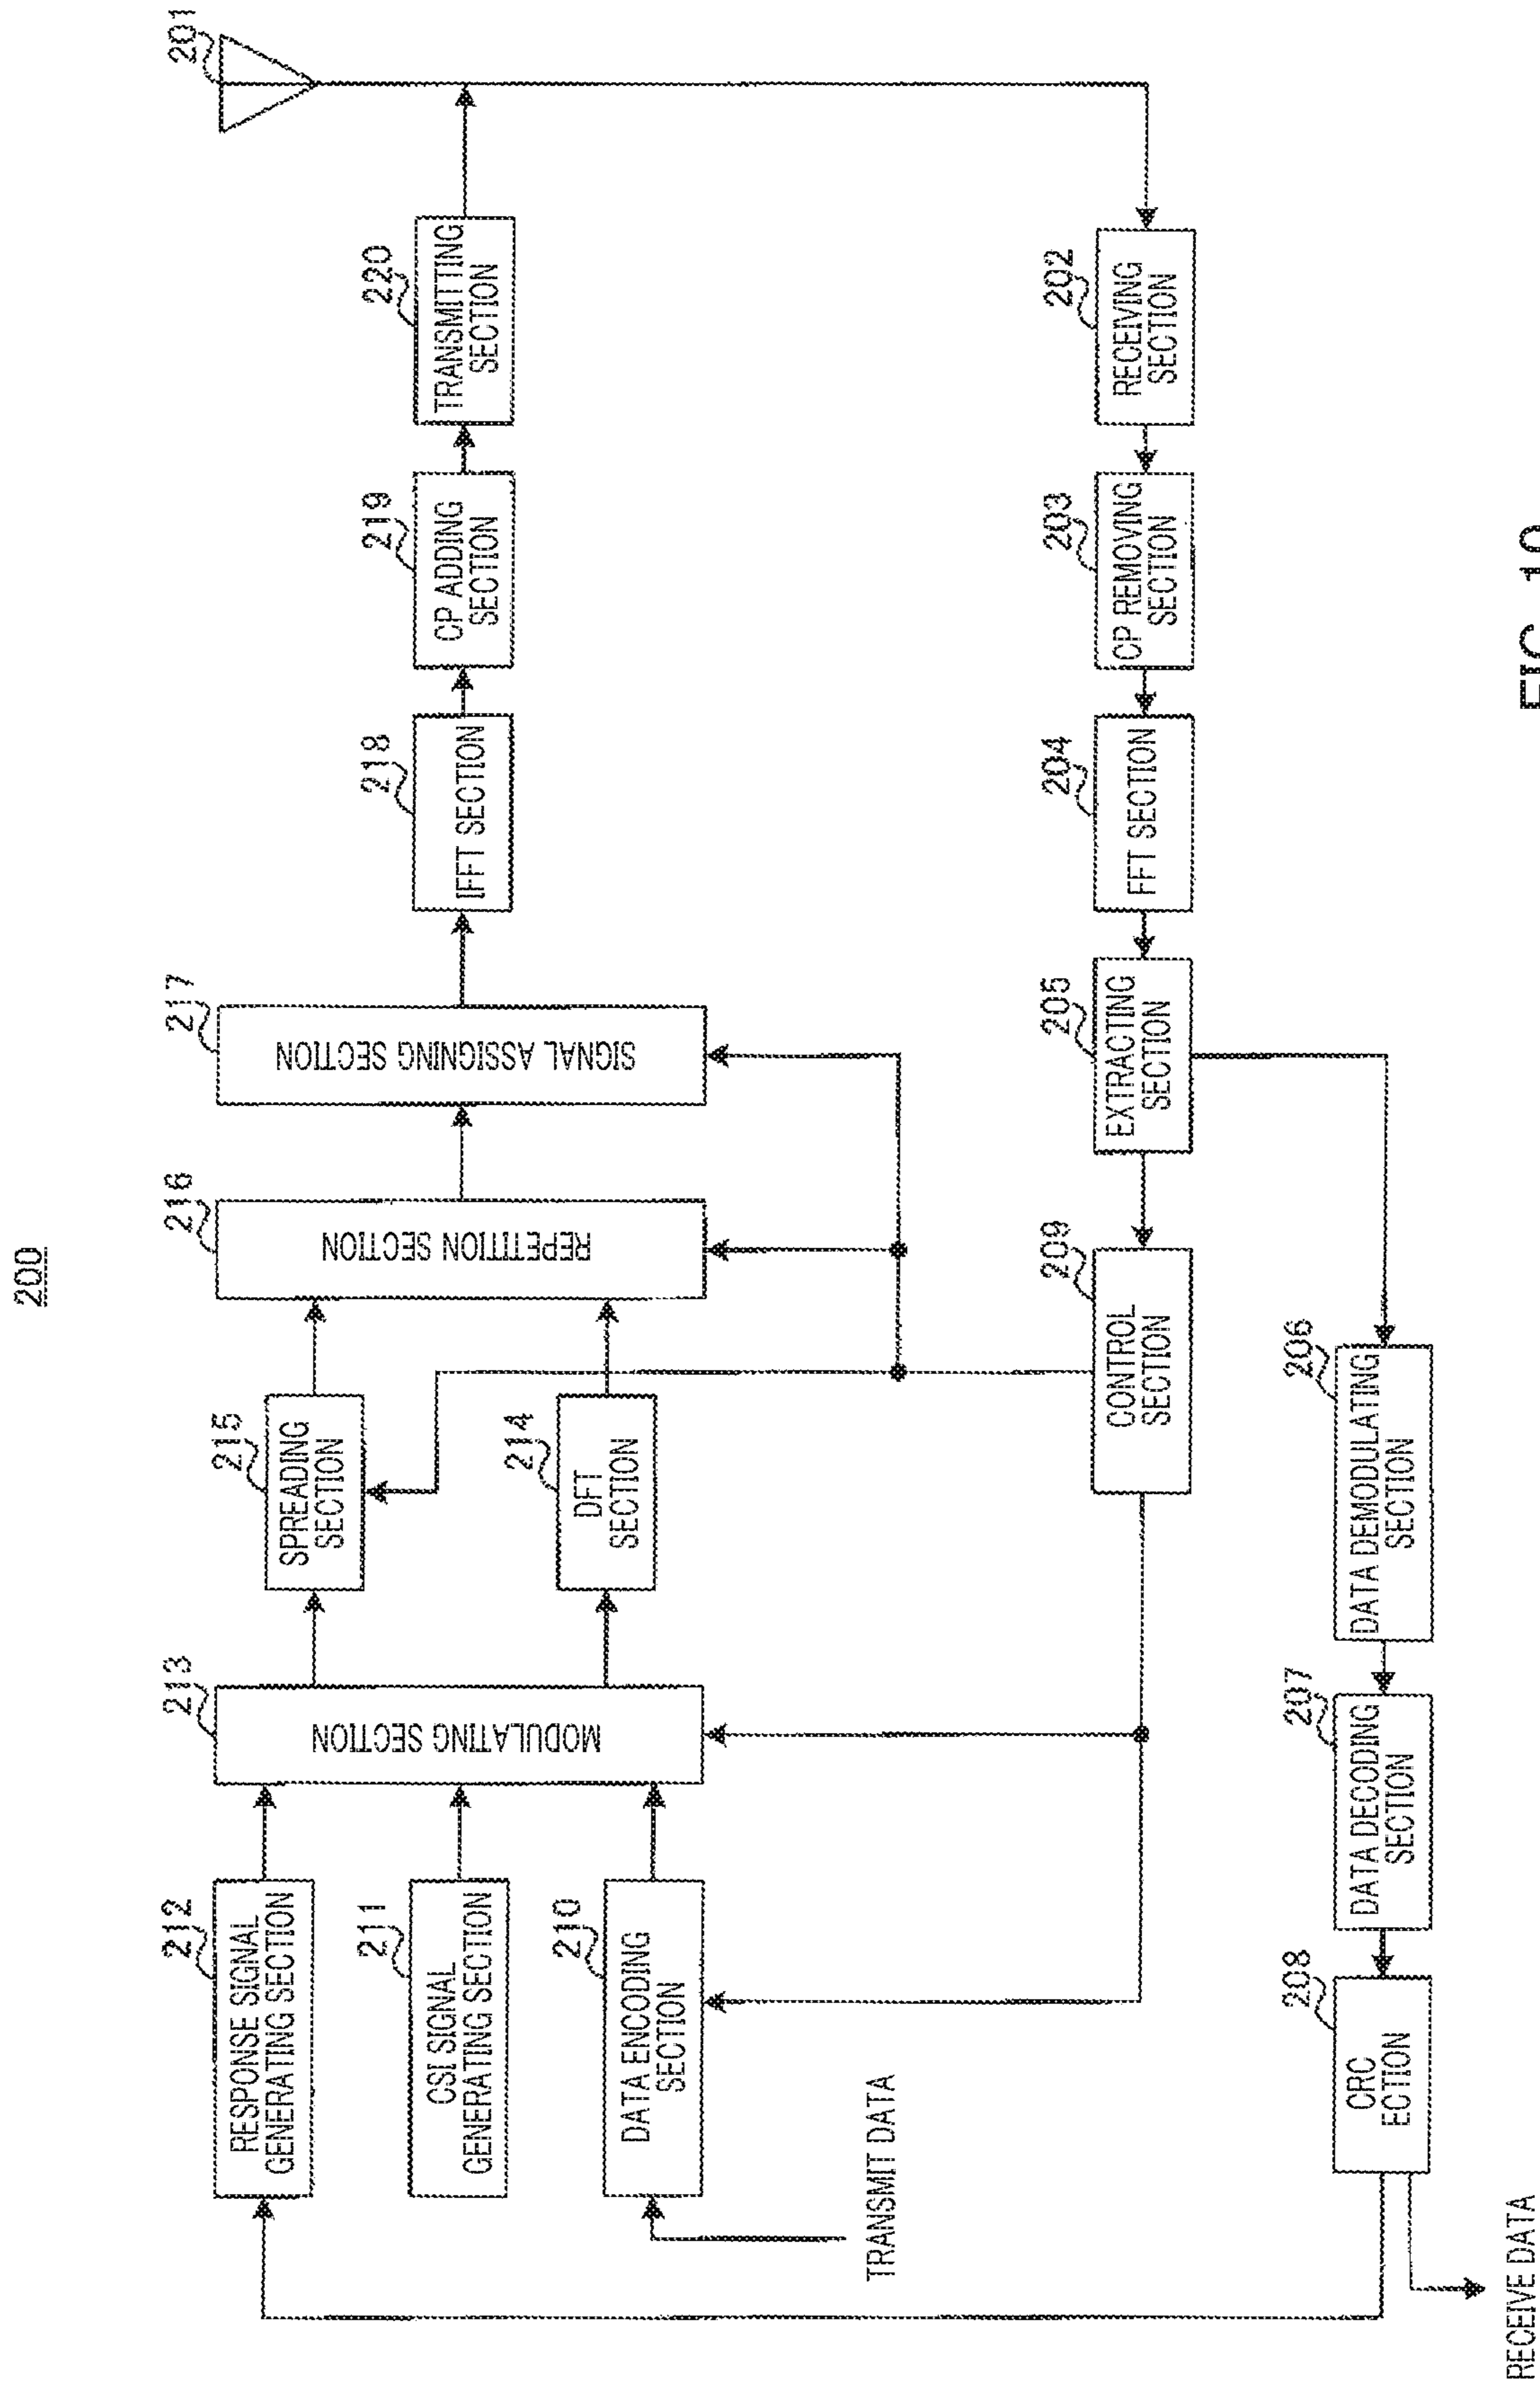 200
201
212
RESPONSE SIGNAL
GENERATING SECTION
211
CSI SIGNAL
GENERATING SECTION
210
DATA ENCODING
SECTION
TRANSMIT DATA
213
MODULATING SECTION
215
SPREADING
SECTION
214
DFT
SECTION
216
REPETITION SECTION
217
SIGNAL ASSIGNING SECTION
218
IFFT SECTION
219
CP ADDING
SECTION
220
TRANSMITTING
SECTION
202
RECEIVING
SECTION
203
CP REMOVING
SECTION
204
FFT SECTION
205
EXTRACTING
SECTION
209
CONTROL
SECTION
206
DATA DEMODULATING
SECTION
207
DATA DECODING
SECTION
208
CRC
ECTION
RECEIVE DATA